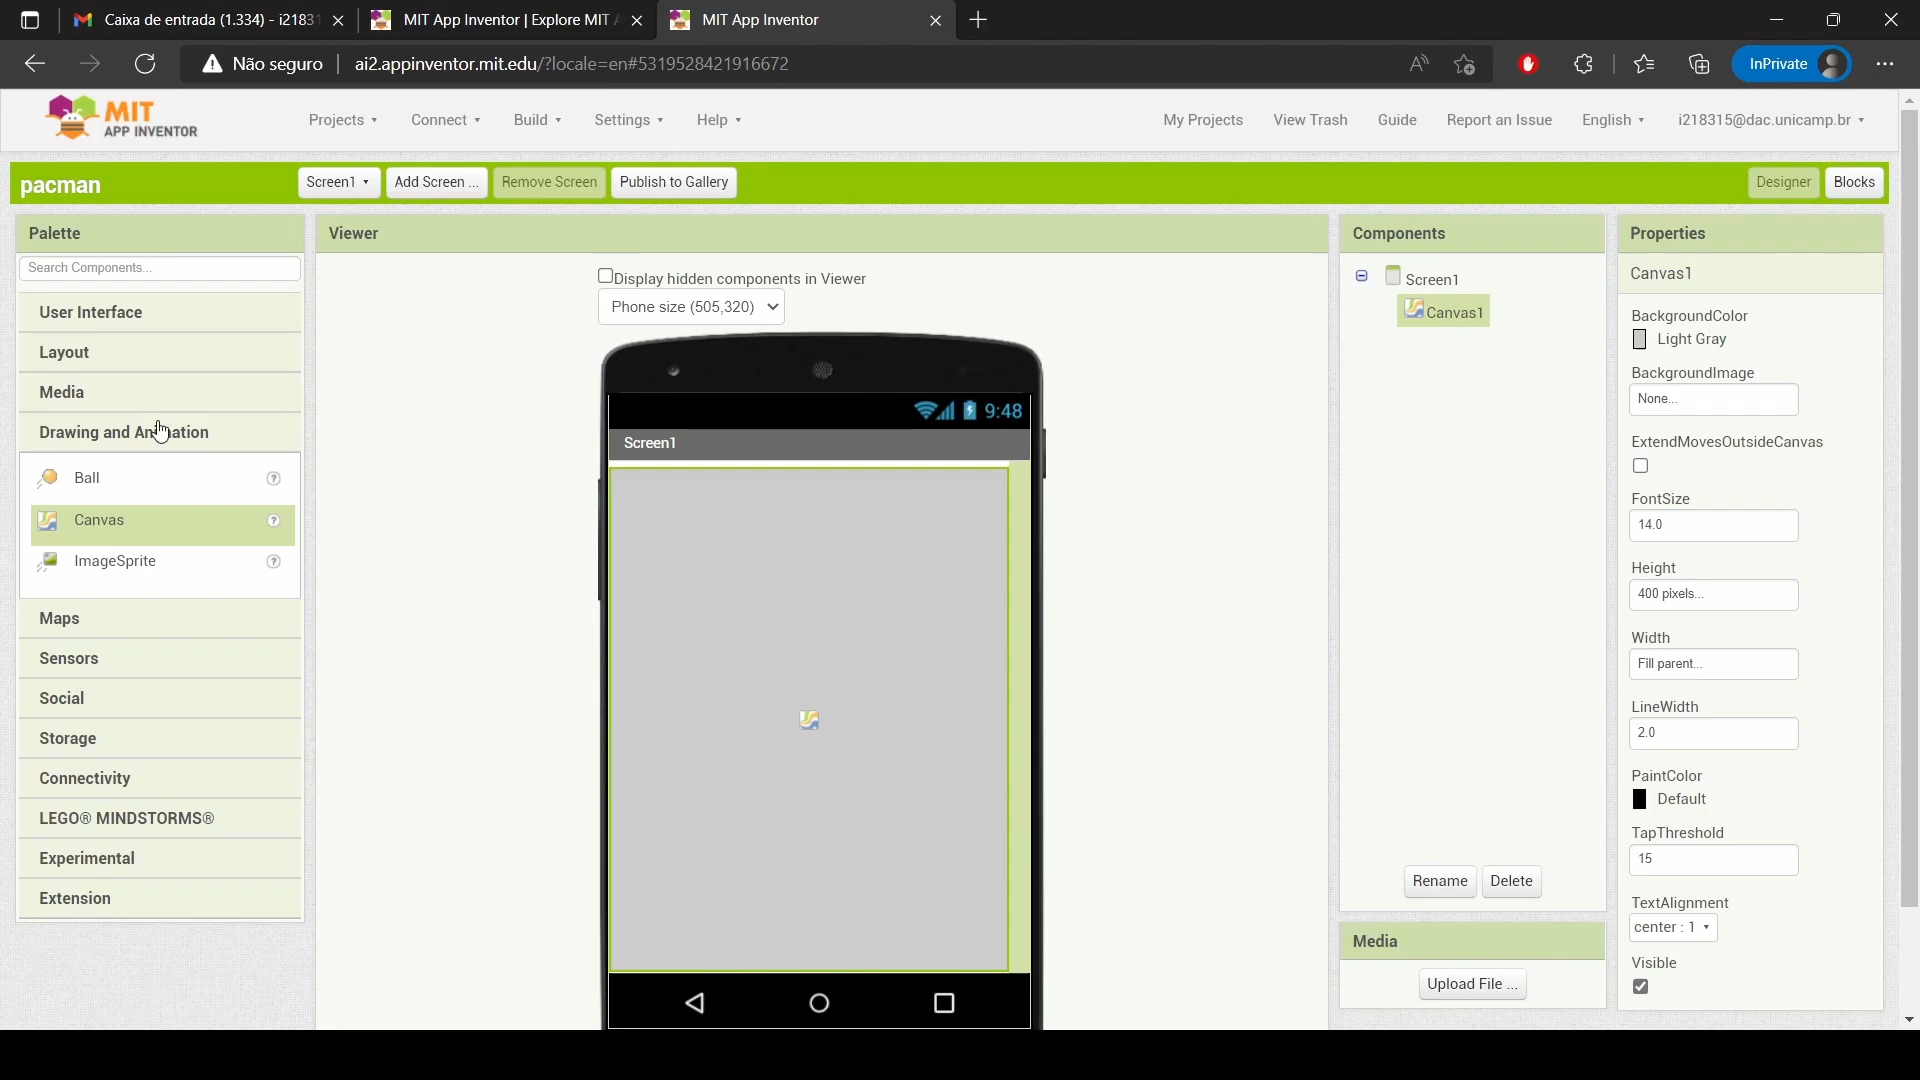 Caixa de entrada (1.334) - i2183
MIT App Inventor | Explore MIT
MIT App Inventor
Não seguro
ai2.appinventor.mit.edu/?locale=en#5319528421916672
InPrivate
MIT
APP INVENTOR
Projects
Connect
Build
Settings
Help
My Projects
View Trash
Guide
Report an Issue
English
i218315@dac.unicamp.br
pacman
Screen1
Add Screen ...
Remove Screen
Publish to Gallery
Designer
Blocks
Palette
Search Components...
User Interface
Layout
Media
Drawing and Animation
Ball
?
Canvas
?
ImageSprite
?
Maps
Sensors
Social
Storage
Connectivity
LEGO® MINDSTORMS®
Experimental
Extension
Viewer
Display hidden components in Viewer
Phone size (505,320)
9:48
Screen1
Components
Screen1
Canvas1
Rename
Delete
Media
Upload File ...
Properties
Canvas1
BackgroundColor
Light Gray
BackgroundImage
None...
ExtendMovesOutsideCanvas
FontSize
14.0
Height
400 pixels...
Width
Fill parent...
LineWidth
2.0
PaintColor
Default
TapThreshold
15
TextAlignment
center : 1
Visible